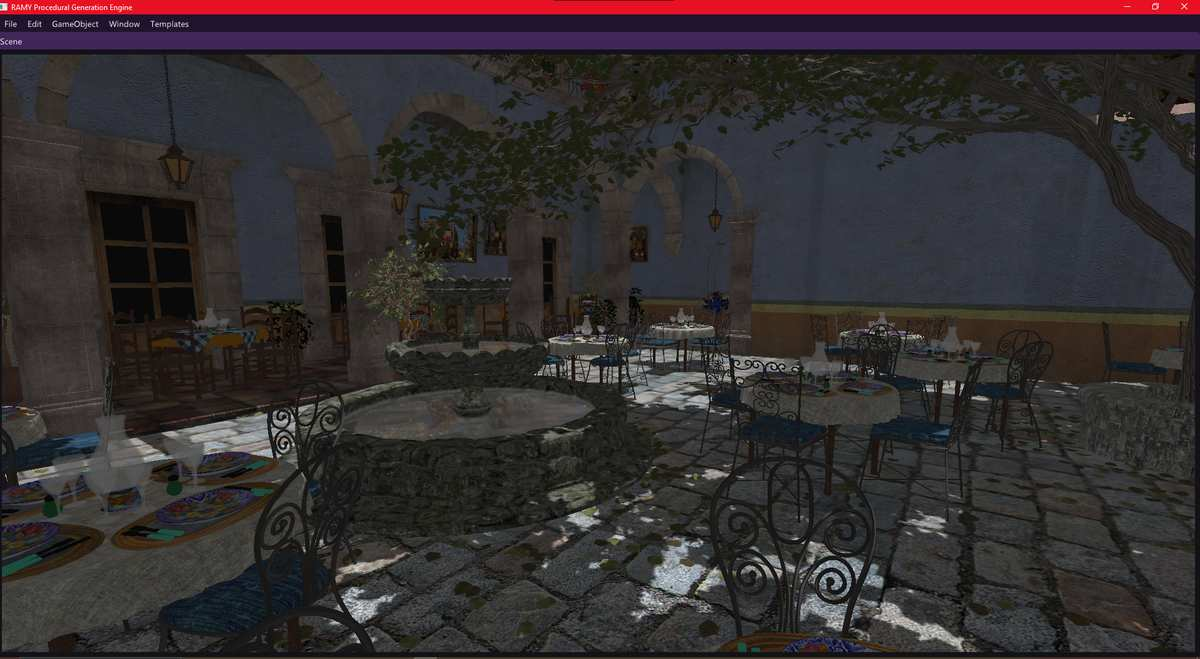 RAMY Procedural Generation Engine
File Edit GameObject Window Templates
Scene